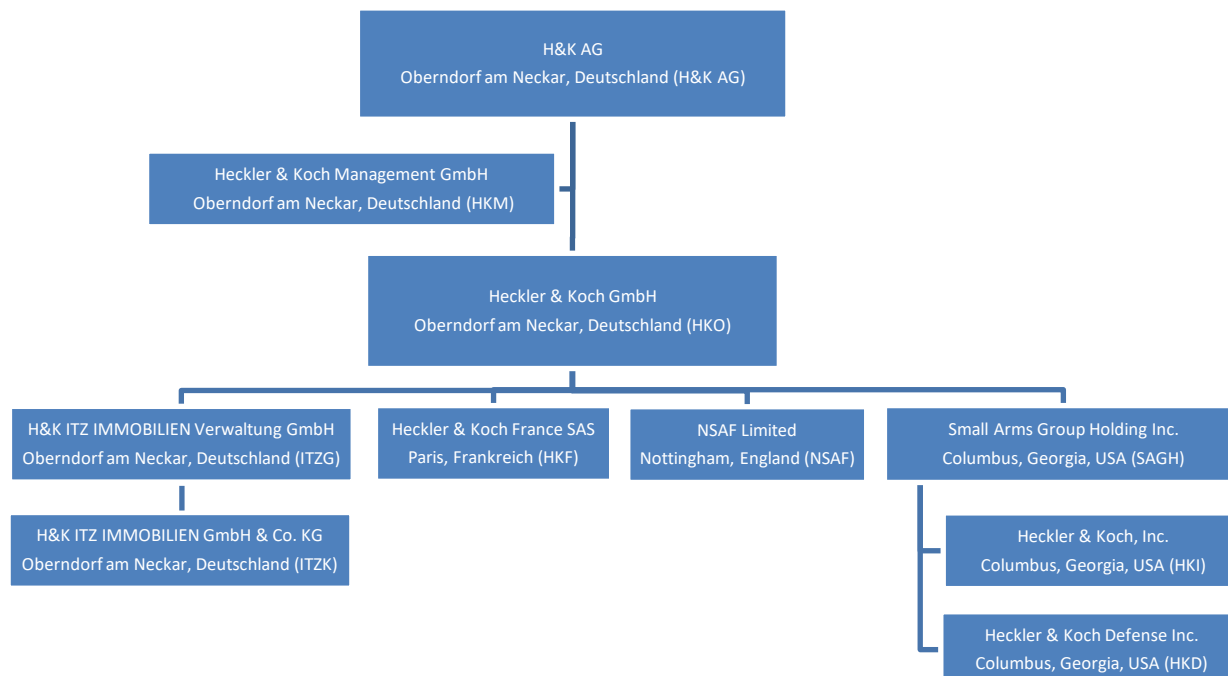 H&K AG
Oberndorf am Neckar, Deutschland (H&K AG)
Heckler & Koch Management GmbH
Oberndorf am Neckar, Deutschland (HKM)
Heckler & Koch GmbH
Oberndorf am Neckar, Deutschland (HKO)
H&K ITZ IMMOBILIEN Verwaltung GmbH
Oberndorf am Neckar, Deutschland (ITZG)
Heckler & Koch France SAS
Paris, Frankreich (HKF)
NSAF Limited
Nottingham, England (NSAF)
Small Arms Group Holding Inc.
Columbus, Georgia, USA (SAGH)
H&K ITZ IMMOBILIEN GmbH & Co. KG
Oberndorf am Neckar, Deutschland (ITZK)
Heckler & Koch, Inc.
Columbus, Georgia, USA (HKI)
Heckler & Koch Defense Inc.
Columbus, Georgia, USA (HKD)